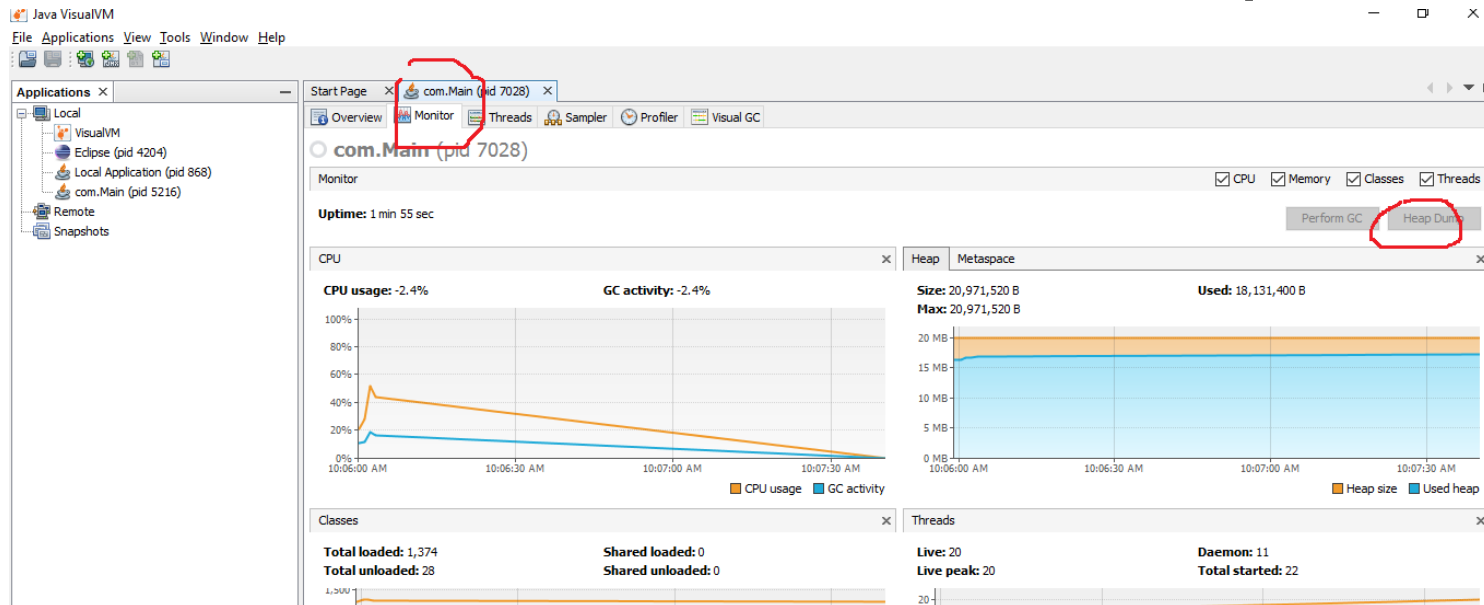 Java VisualVM
File Applications View Tools Window Help
Applications
Local
VisualVM
Eclipse (pid 4204)
Local Application (pid 868)
com.Main (pid 5216)
Remote
Snapshots
Start Page com.Main (pid 7028)
Overview Monitor Threads Sampler Profiler Visual GC
com.Main (pid 7028)
Monitor CPU Memory Classes Threads
Uptime: 1 min 55 sec
Perform GC Heap Dump
CPU
CPU usage: -2.4% GC activity: -2.4%
100%
80%
60%
40%
20%
0%
10:06:00 AM 10:06:30 AM 10:07:00 AM 10:07:30 AM
CPU usage GC activity
Heap Metaspace
Size: 20,971,520 B Used: 18,131,400 B
Max: 20,971,520 B
20 MB
15 MB
10 MB
5 MB
0 MB
10:06:00 AM 10:06:30 AM 10:07:00 AM 10:07:30 AM
Heap size Used heap
Classes
Total loaded: 1,374 Shared loaded: 0
Total unloaded: 28 Shared unloaded: 0
1,500
Threads
Live: 20 Daemon: 11
Live peak: 20 Total started: 22
20